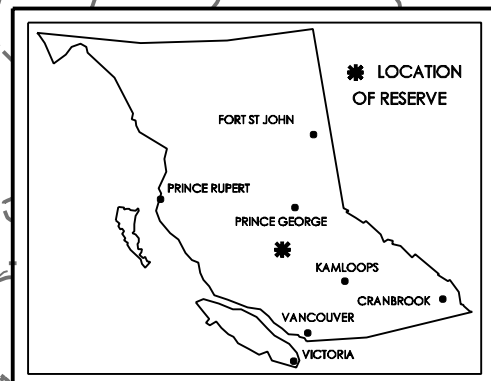 LOCATION
OF RESERVE
FORT ST JOHN
PRINCE RUPERT
PRINCE GEORGE
KAMLOOPS
CRANBROOK
VANCOUVER
VICTORIA